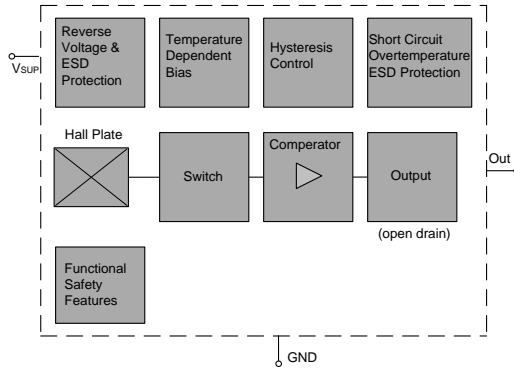 Reverse
Voltage &
ESD
Protection
Temperature
Dependent
Bias
Hysteresis
Control
Short Circuit
Overtemperature
ESD Protection
VSUP
Hall Plate
Switch
Comperator
Output
Out
(open drain)
Functional
Safety
Features
GND